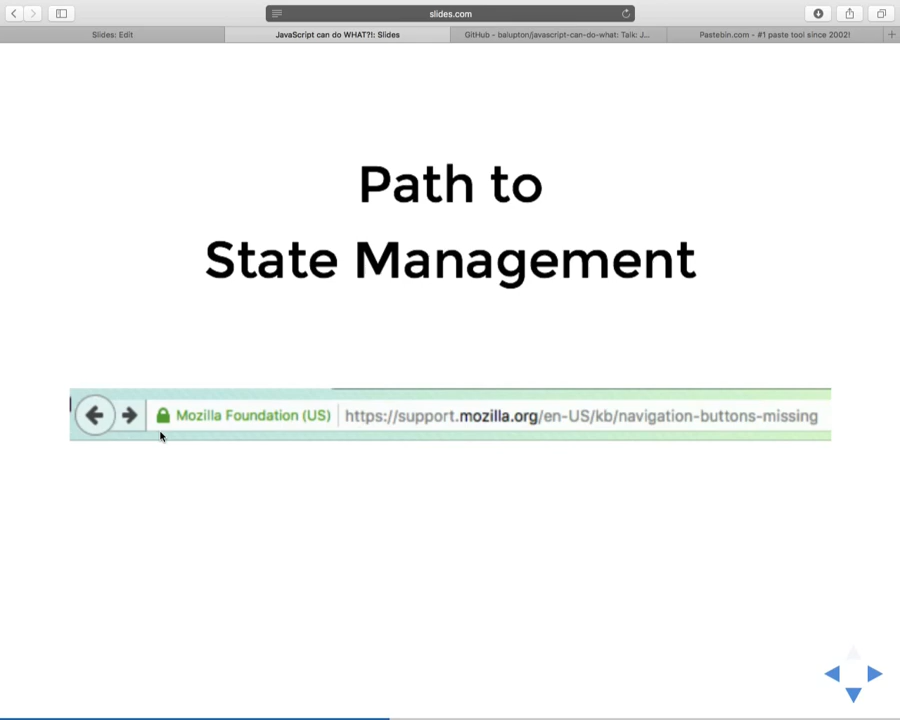 slides.com
Slides: Edit
JavaScript can do WHAT?!: Slides
GitHub - balupton/javascript-can-do-what: Talk: J...
Pastebin.com - #1 paste tool since 2002!
Path to
State Management
Mozilla Foundation (US)
https://support.mozilla.org/en-US/kb/navigation-buttons-missing